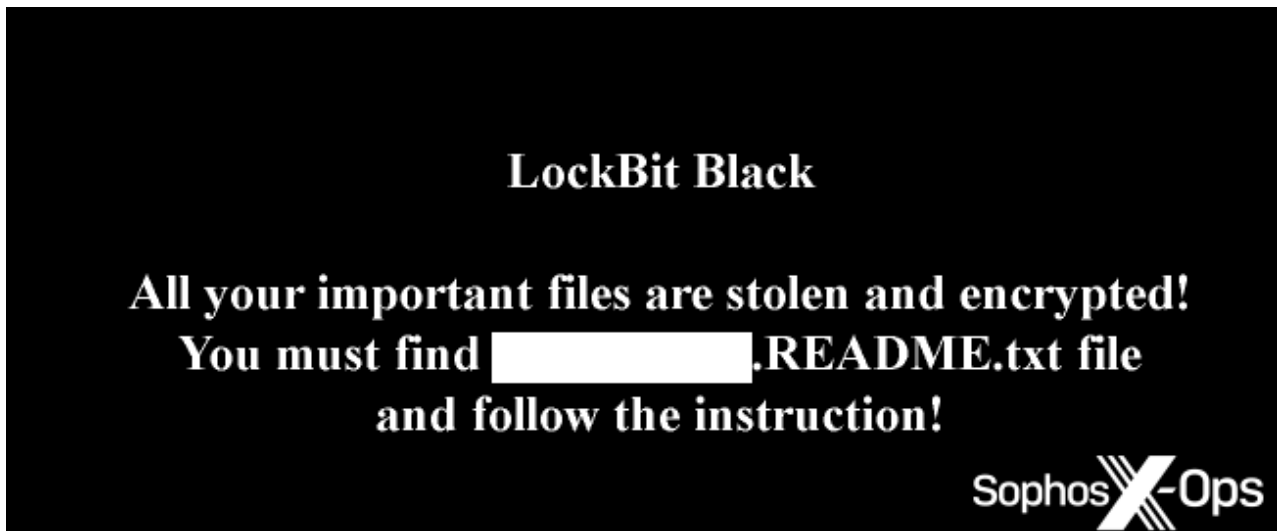 LockBit Black
All your important files are stolen and encrypted!
You must find .README.txt file
and follow the instruction!
Sophos X-Ops